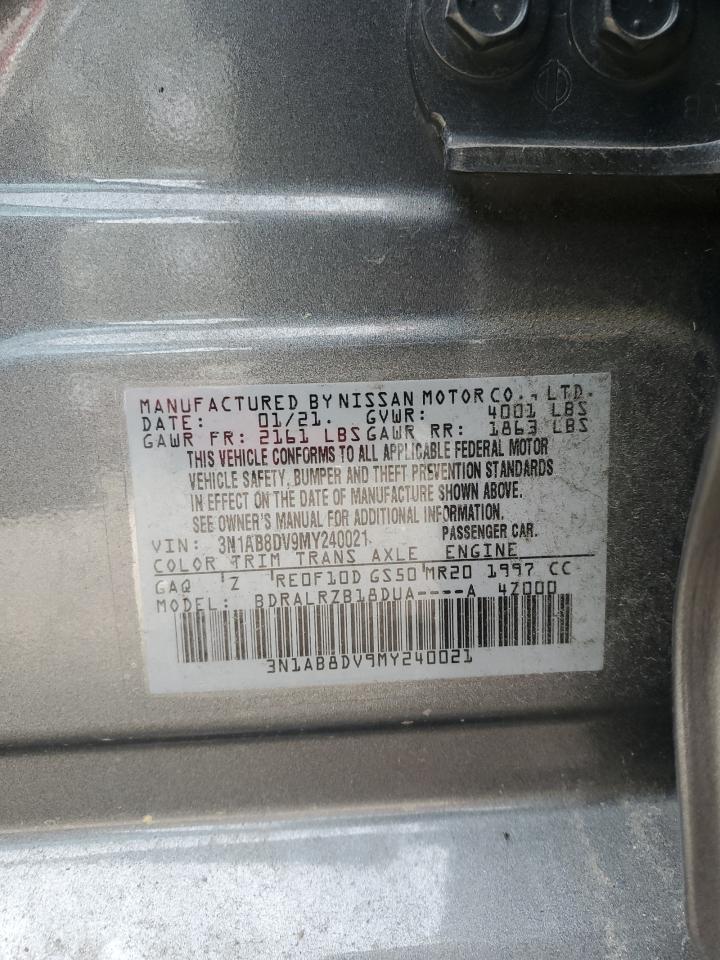 MANUFACTURED BY NISSAN MOTOR CO., LTD.
DATE: 01/21. GVWR: 4001 LBS
GAWR FR: 2161 LBS GAWR RR: 1863 LBS
THIS VEHICLE CONFORMS TO ALL APPLICABLE FEDERAL MOTOR
VEHICLE SAFETY, BUMPER AND THEFT PREVENTION STANDARDS
IN EFFECT ON THE DATE OF MANUFACTURE SHOWN ABOVE.
SEE OWNER'S MANUAL FOR ADDITIONAL INFORMATION.
VIN: 3N1AB8DV9MY240021 PASSENGER CAR.
COLOR TRIM TRANS AXLE ENGINE
GAQ Z RE0F10D GS50 MR20 1997 CC
MODEL: BDRALRZB18DUA----A 4Z000
3N1AB8DV9MY240021